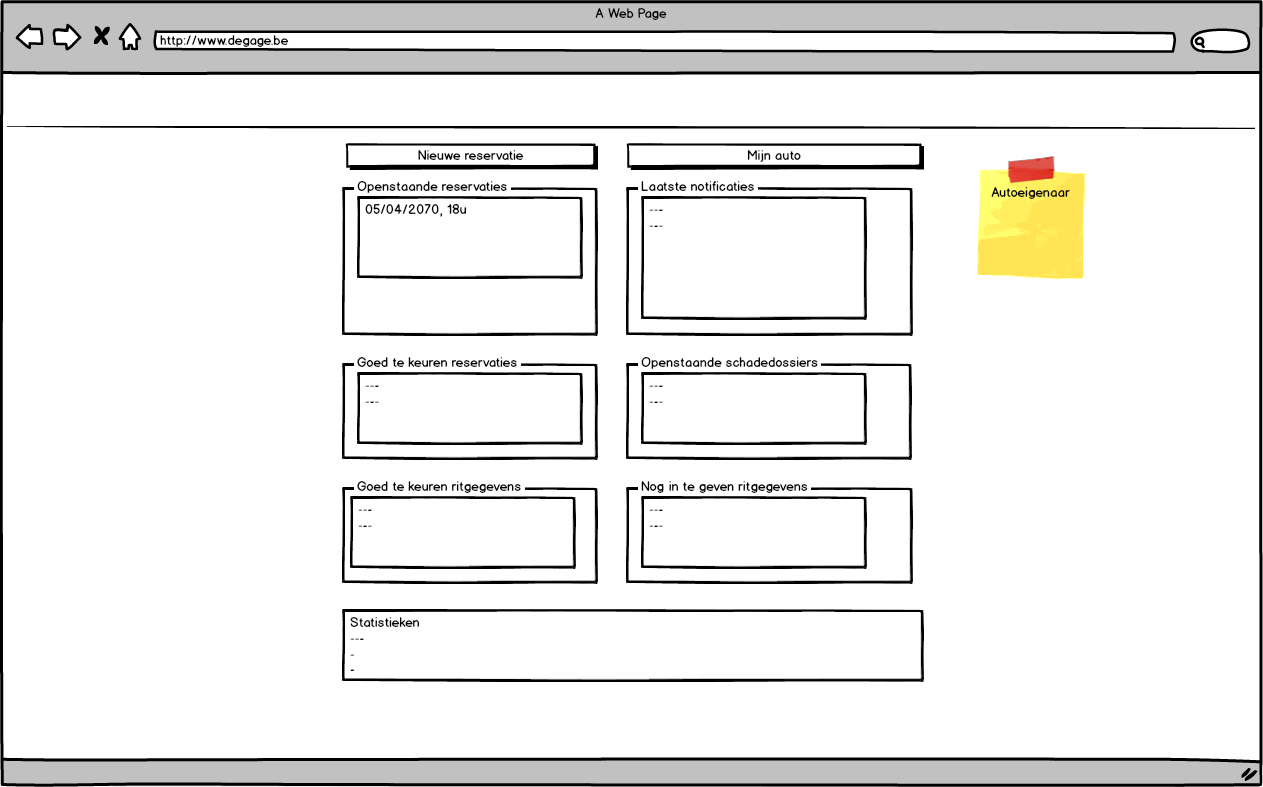 A Web Page
http://www.degage.be
Nieuwe reservatie
Mijn auto
Autoeigenaar
Openstaande reservaties
05/04/2070, 18u
Laatste notificaties
---
---
Goed te keuren reservaties
---
---
Openstaande schadedossiers
---
---
Goed te keuren ritgegevens
---
---
Nog in te geven ritgegevens
---
---
Statistieken
---
-
-